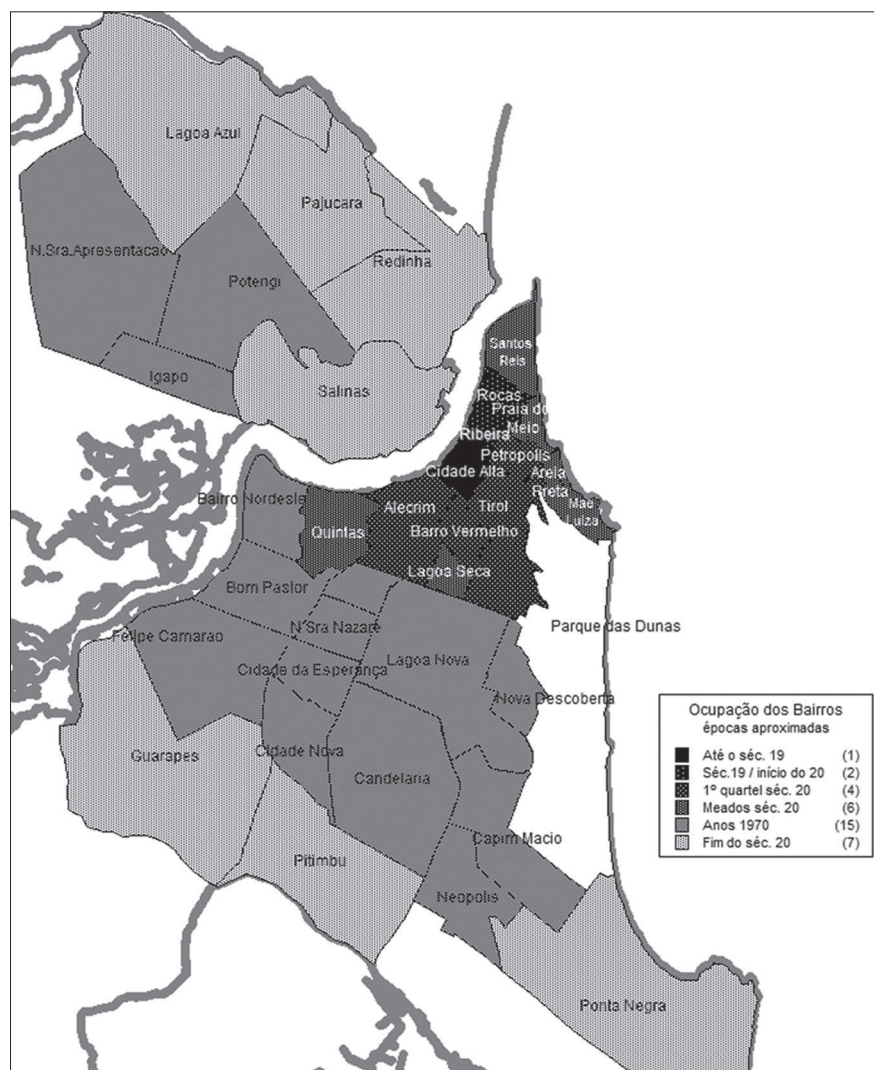 Lagoa Azul
Pajucara
N.Sra.Apresentacao
Redinha
Potengi
Santos
Reis
Igapo
Salinas
Rocas
Praia do
Meio
Ribeira
Petropolis
Cidade Alta
Areia
Preta
Bairro Nordeste
Alecrim
Tirol
Mae
Luiza
Quintas
Barro Vermelho
Lagoa Seca
Bom Pastor
N.Sra Nazaré
Parque das Dunas
Felipe Camarao
Lagoa Nova
Cidade da Esperança
Nova Descoberta
Guarapes
Cidade Nova
Candelaria
Capim Macio
Pitimbu
Neopolis
Ponta Negra
Ocupação dos Bairros
épocas aproximadas
Até o séc. 19 (1)
Séc.19 / início do 20 (2)
1º quartel séc. 20 (4)
Meados séc. 20 (6)
Anos 1970 (15)
Fim do séc. 20 (7)